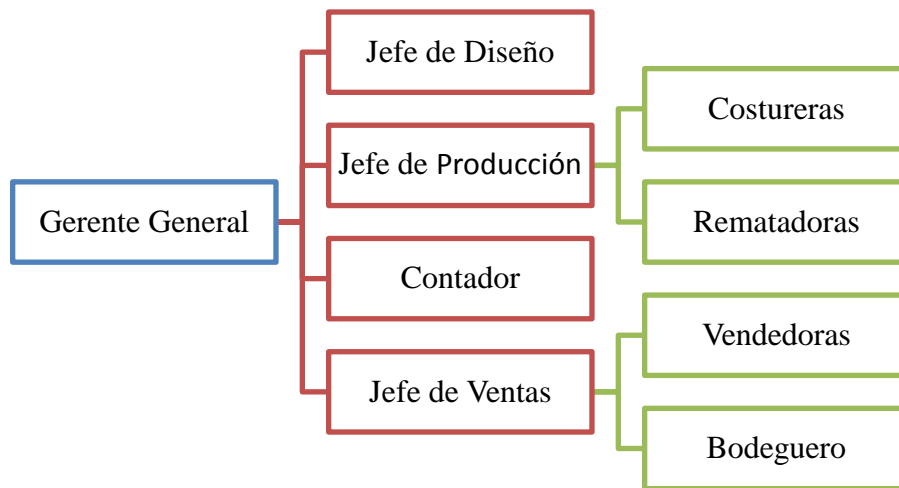 Gerente General
Jefe de Diseño
Jefe de Producción
Contador
Jefe de Ventas
Costureras
Rematadoras
Vendedoras
Bodeguero